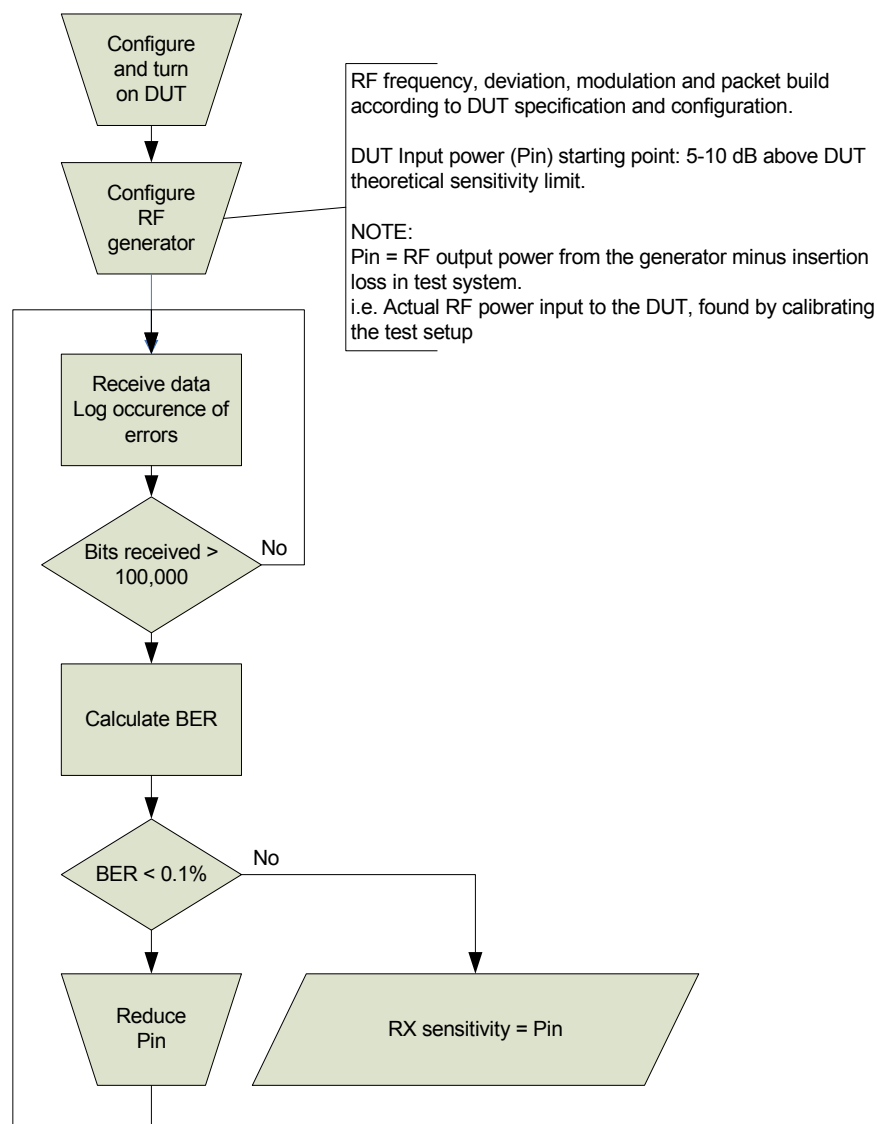 Configure
and turn
on DUT
RF frequency, deviation, modulation and packet build
according to DUT specification and configuration.
DUT Input power (Pin) starting point: 5-10 dB above DUT
theoretical sensitivity limit.
NOTE:
Pin = RF output power from the generator minus insertion
loss in test system.
i.e. Actual RF power input to the DUT, found by calibrating
the test setup
Configure
RF
generator
Receive data
Log occurence of
errors
Bits received >
100,000
No
Calculate BER
BER < 0.1%
No
Reduce
Pin
RX sensitivity = Pin